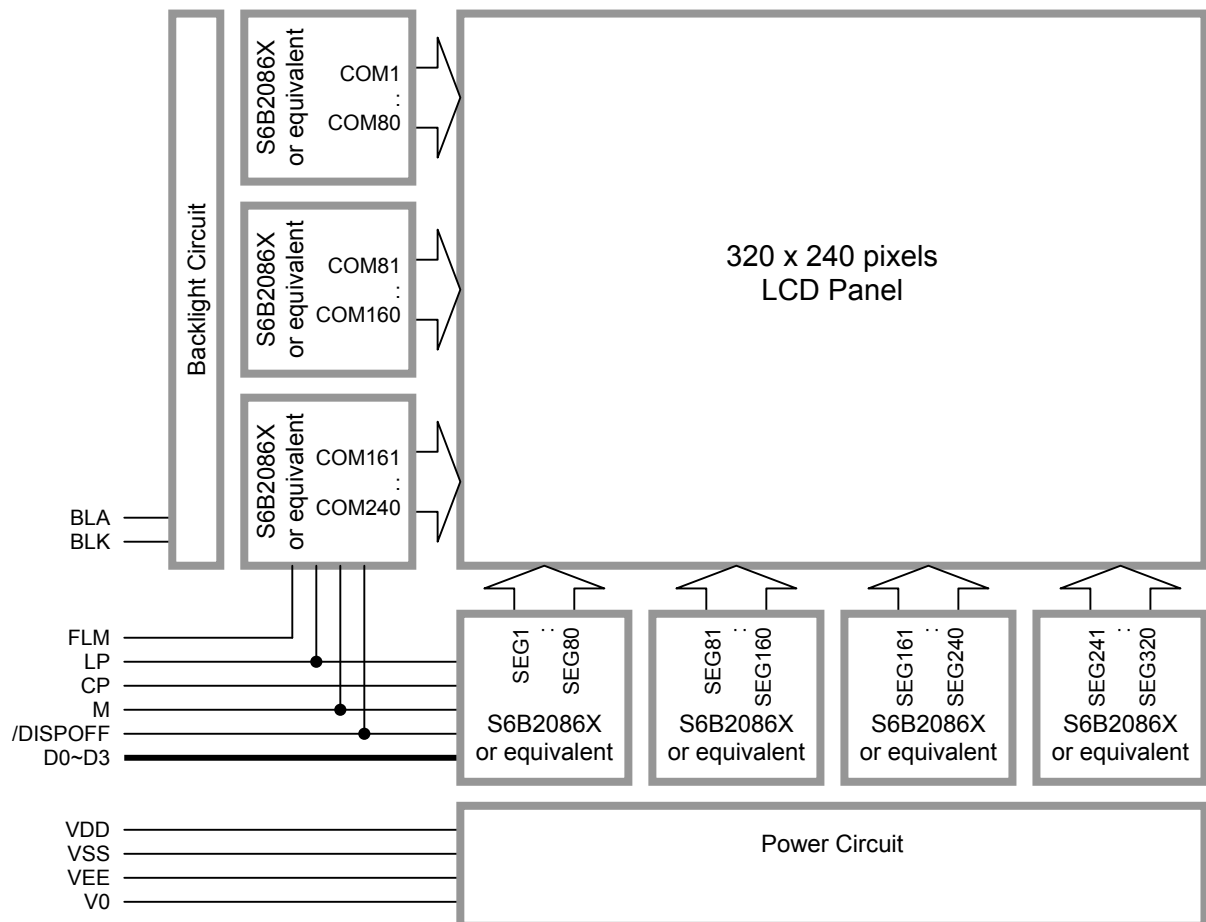 Backlight Circuit
S6B2086X
or equivalent
COM1
..
COM80
S6B2086X
or equivalent
COM81
..
COM160
S6B2086X
or equivalent
COM161
..
COM240
320 x 240 pixels
LCD Panel
BLA
BLK
FLM
LP
CP
M
/DISPOFF
D0~D3
SEG1
..
SEG80
S6B2086X
or equivalent
SEG81
..
SEG160
S6B2086X
or equivalent
SEG161
..
SEG240
S6B2086X
or equivalent
SEG241
..
SEG320
S6B2086X
or equivalent
VDD
VSS
VEE
V0
Power Circuit